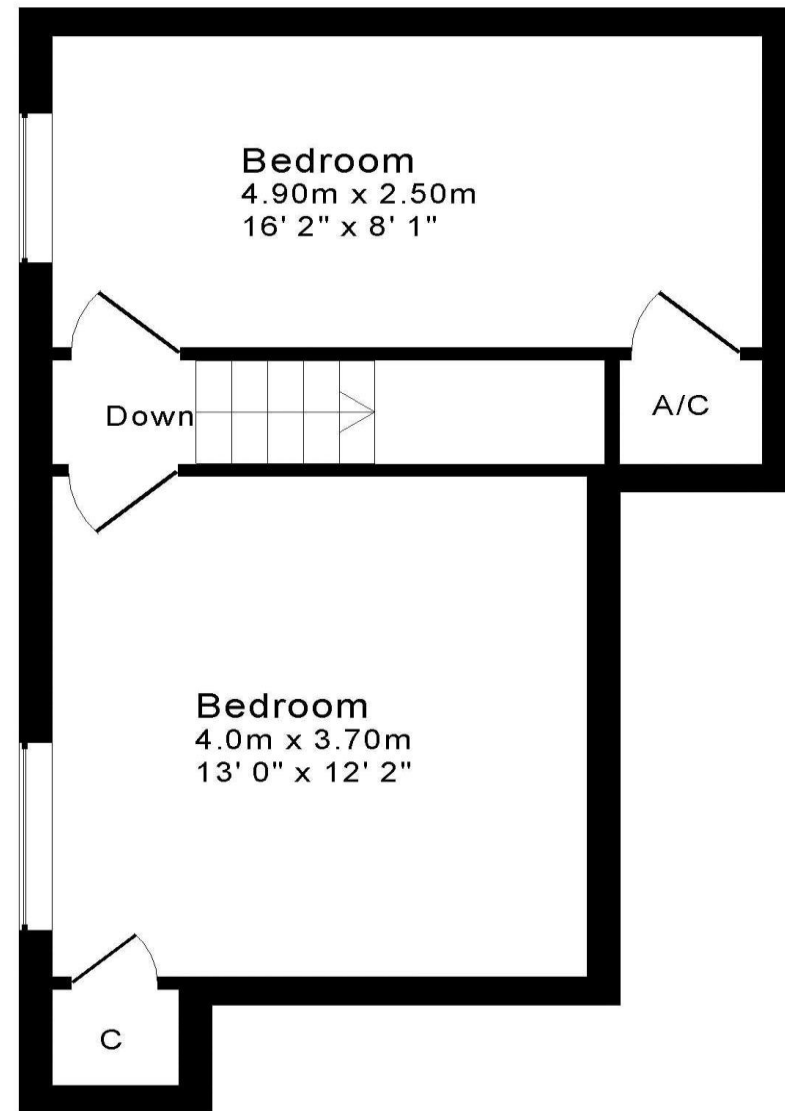 Bedroom
4.90m x 2.50m
16' 2" x 8' 1"
Down
A/C
Bedroom
4.0m x 3.70m
13' 0" x 12' 2"
C